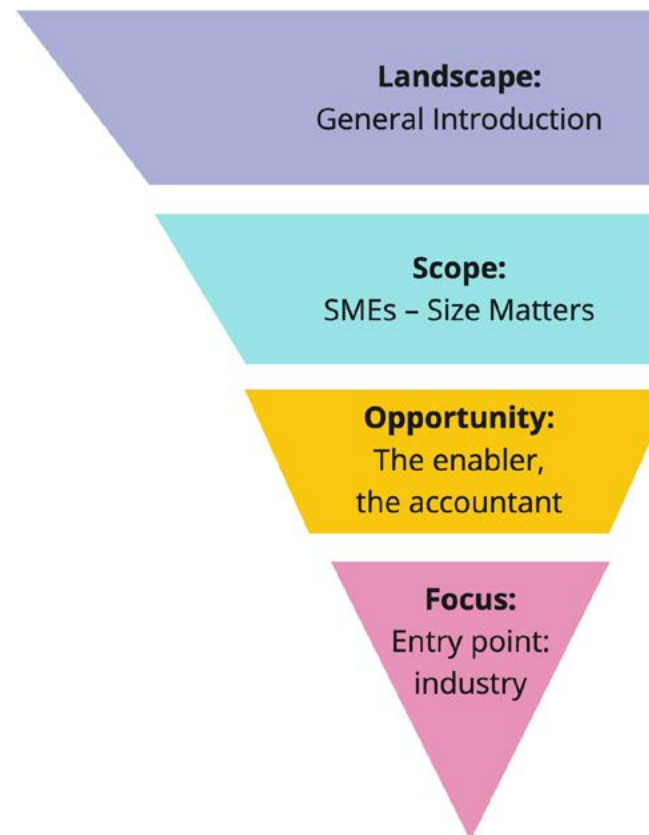 Landscape:
General Introduction
Scope:
SMEs – Size Matters
Opportunity:
The enabler,
the accountant
Focus:
Entry point:
industry